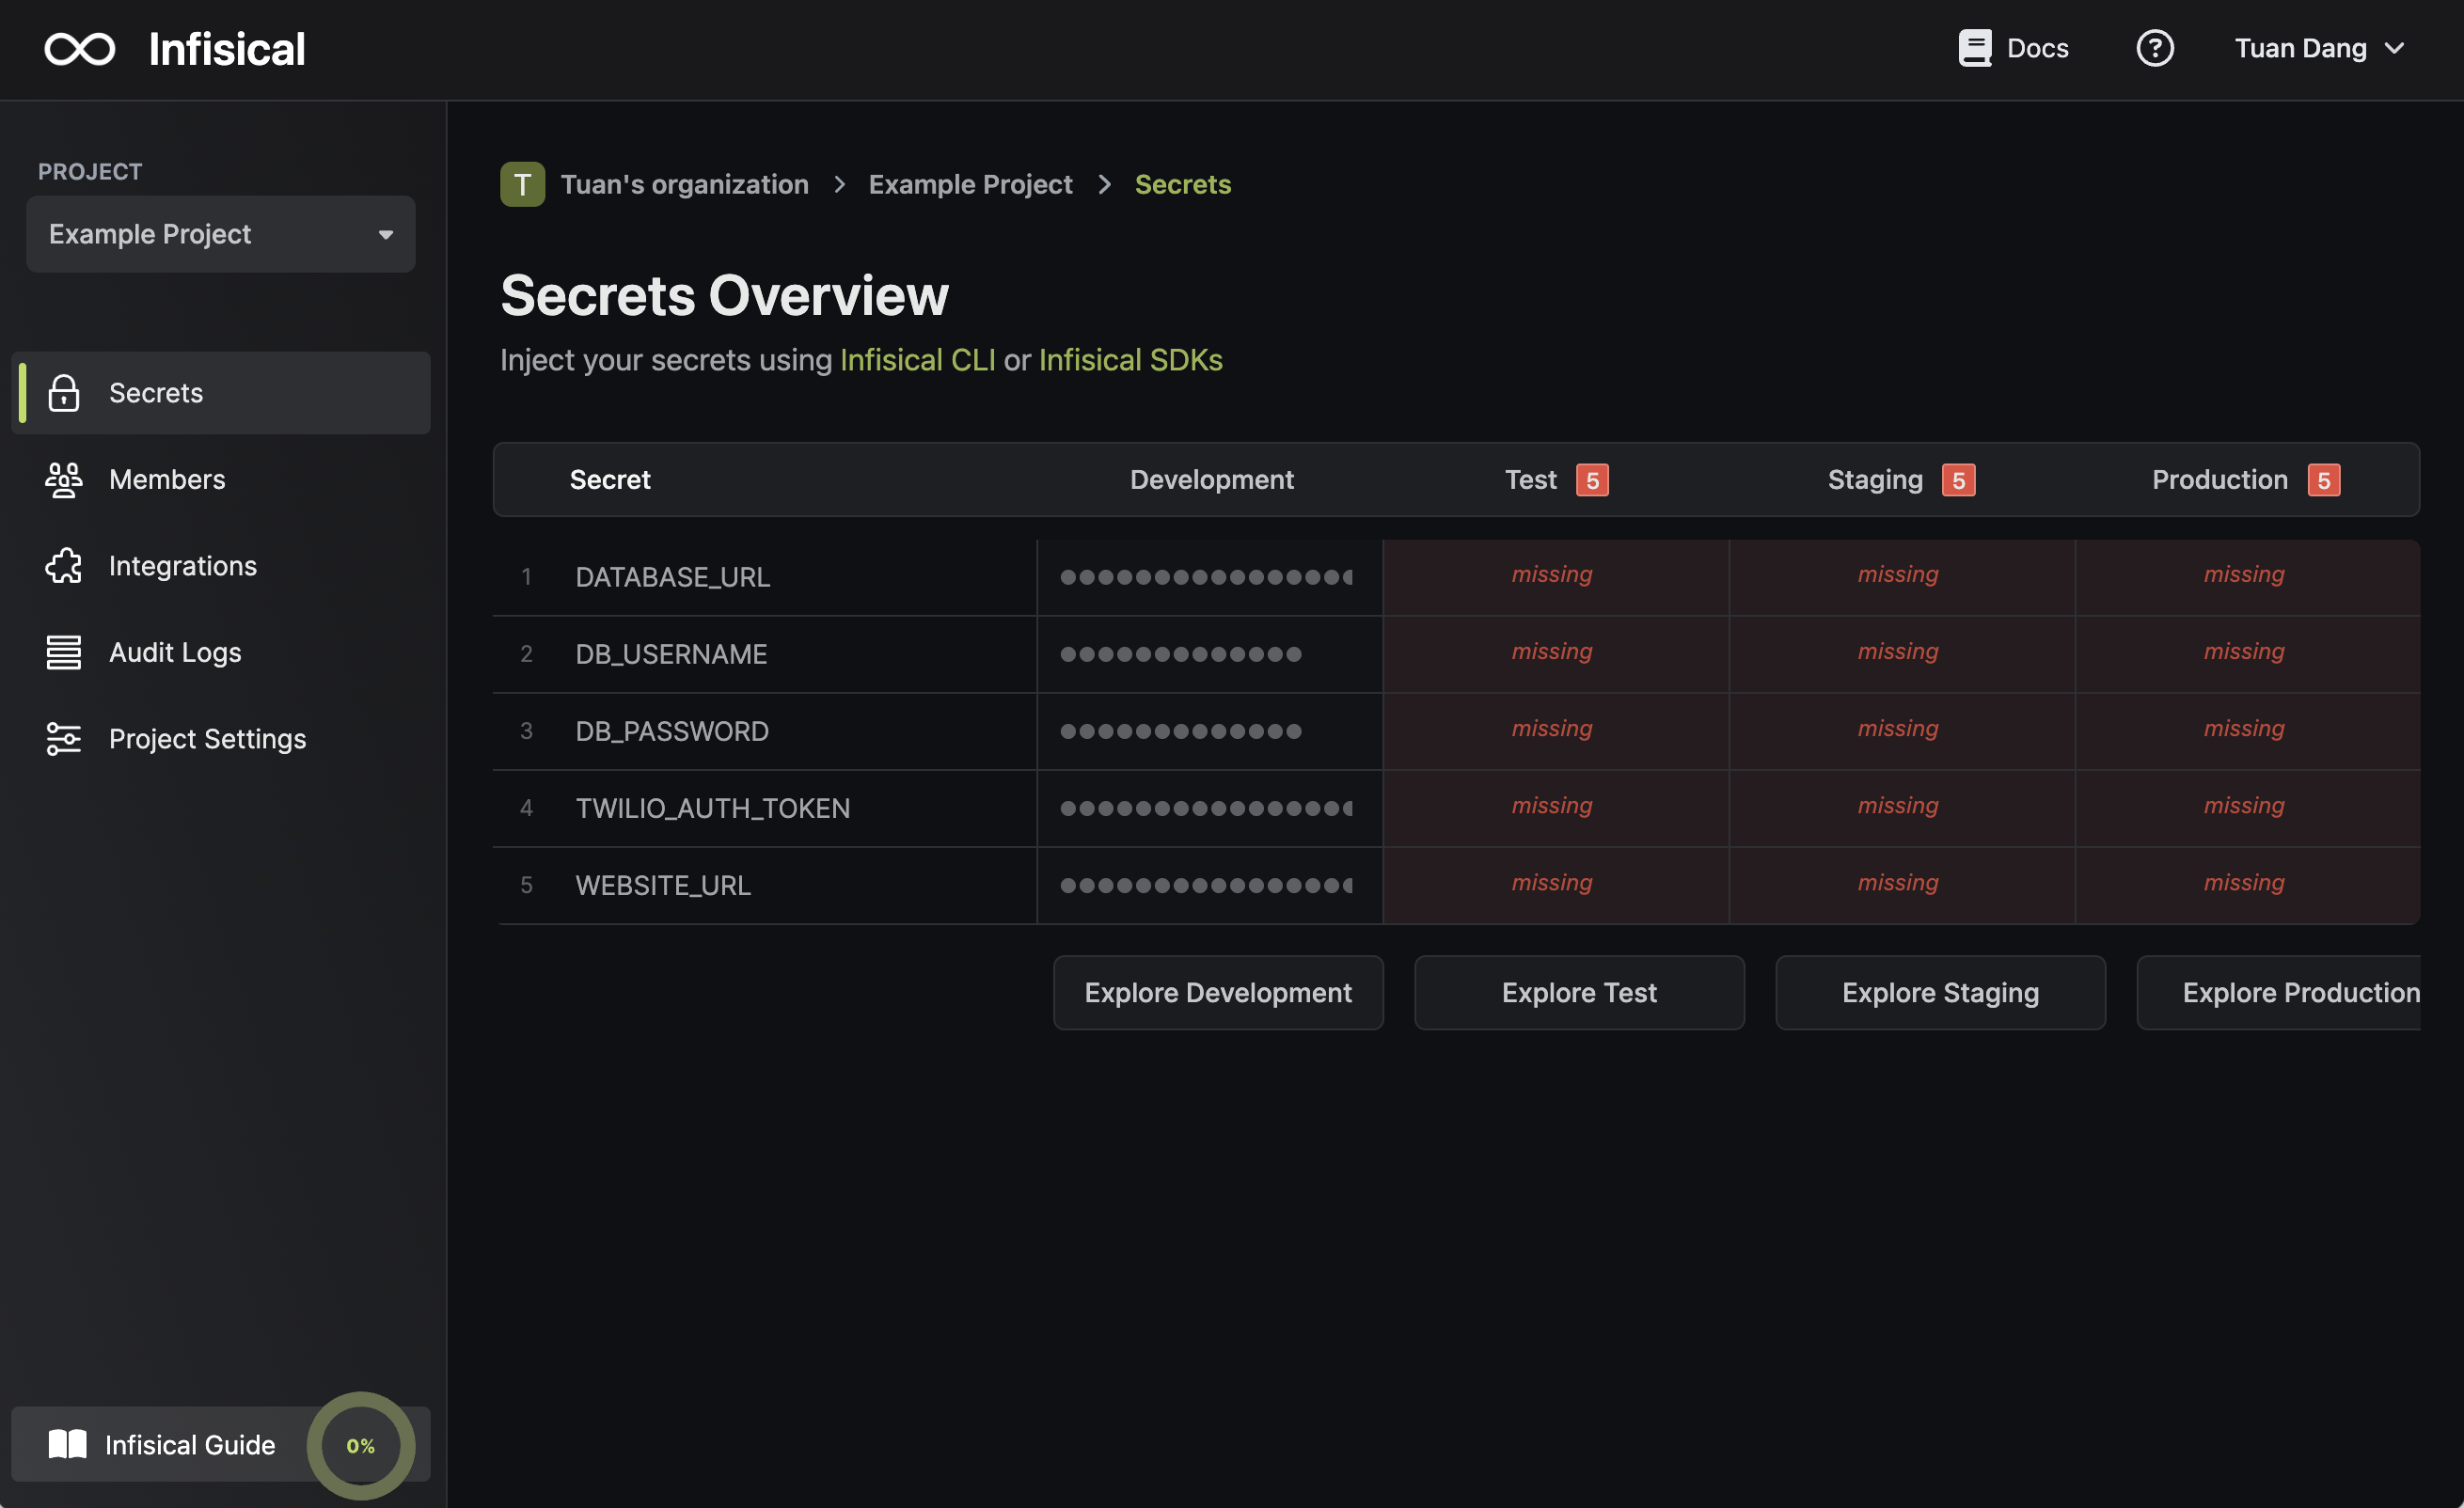 Infisical
Docs
Tuan Dang
PROJECT
Example Project
Secrets
Members
Integrations
Audit Logs
Project Settings
Infisical Guide
0%
T Tuan's organization > Example Project > Secrets
Secrets Overview
Inject your secrets using Infisical CLI or Infisical SDKs
Secret Development Test 5 Staging 5 Production 5
1 DATABASE_URL missing missing missing
2 DB_USERNAME missing missing missing
3 DB_PASSWORD missing missing missing
4 TWILIO_AUTH_TOKEN missing missing missing
5 WEBSITE_URL missing missing missing
Explore Development Explore Test Explore Staging Explore Production